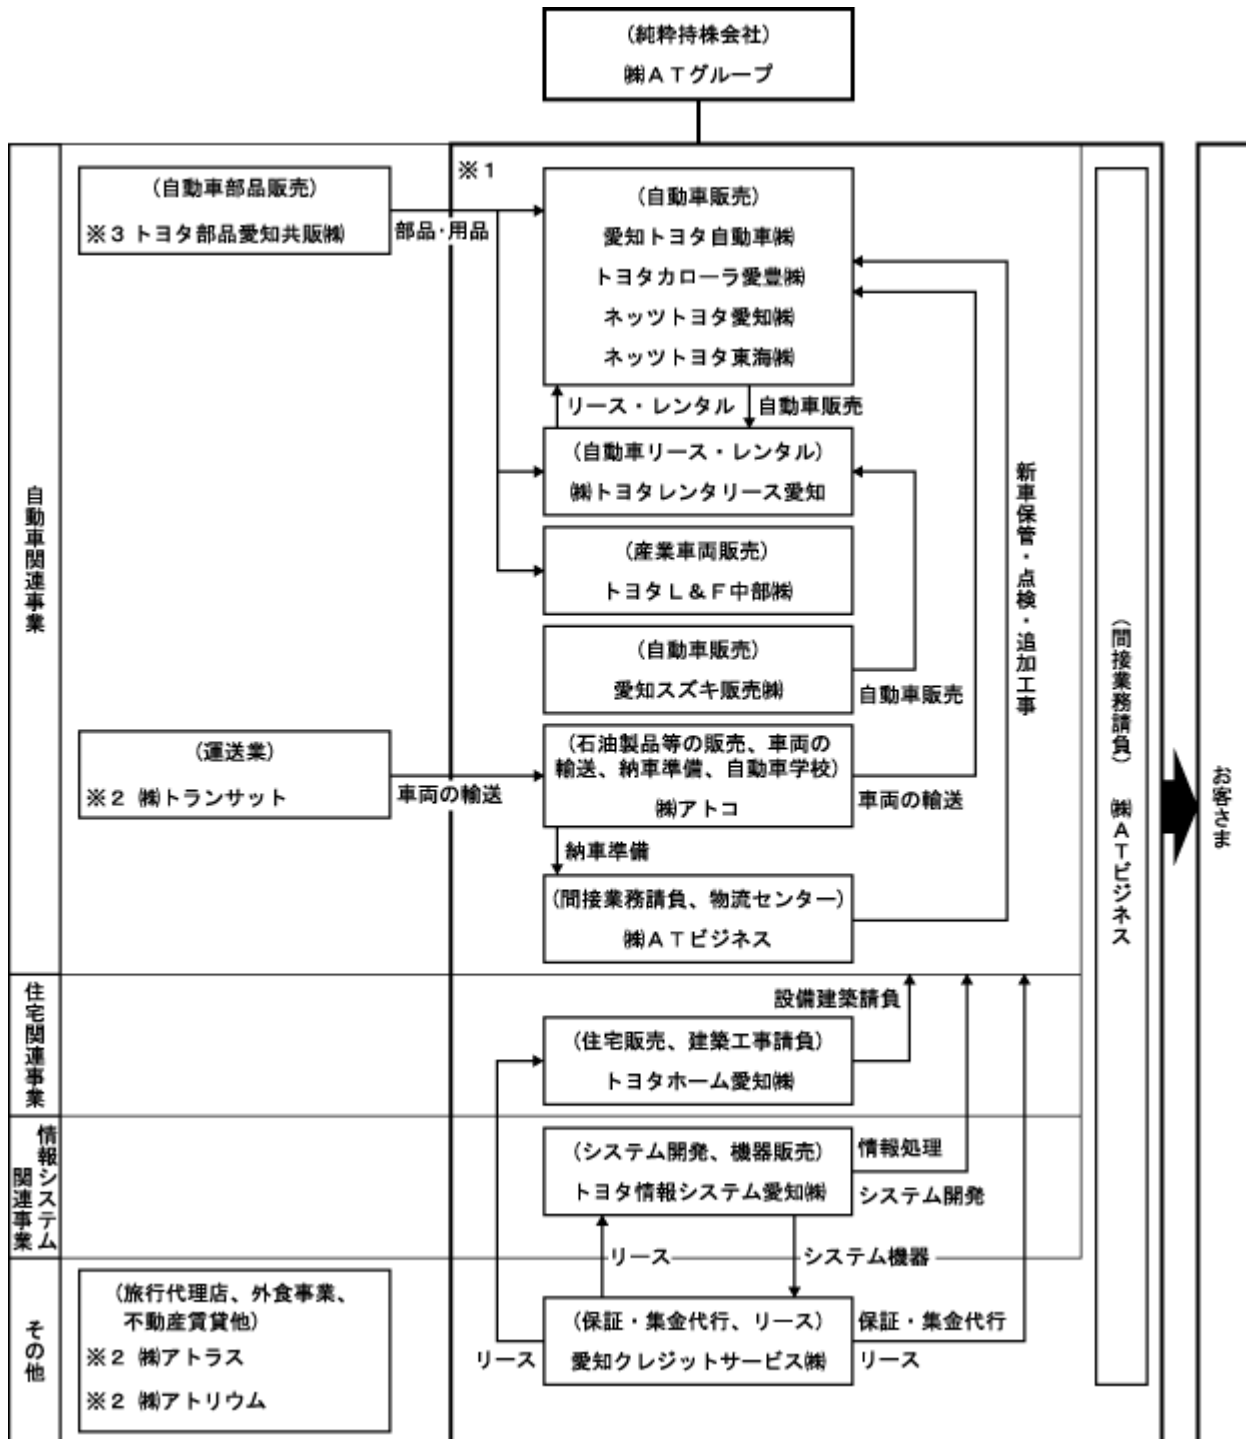 (純粋持株会社)
㈱ATグループ
※1
(自動車部品販売)
※3 トヨタ部品愛知共販㈱
部品・用品
(自動車販売)
愛知トヨタ自動車㈱
トヨタカローラ愛豊㈱
ネッツトヨタ愛知㈱
ネッツトヨタ東海㈱
リース・レンタル
自動車販売
(自動車リース・レンタル)
㈱トヨタレンタリース愛知
(産業車両販売)
トヨタL&F中部㈱
(自動車販売)
愛知スズキ販売㈱
自動車販売
(運送業)
※2 ㈱トランサット
車両の輸送
(石油製品等の販売、車両の
輸送、納車準備、自動車学校)
㈱アトコ
車両の輸送
納車準備
(間接業務請負、物流センター)
㈱ATビジネス
新車保管・点検・追加工事
自動車関連事業
住宅関連事業
設備建築請負
(住宅販売、建築工事請負)
トヨタホーム愛知㈱
情報システム
関連事業
(システム開発、機器販売)
トヨタ情報システム愛知㈱
情報処理
システム開発
リース
システム機器
その他
(旅行代理店、外食事業、
不動産賃貸他)
※2 ㈱アトラス
※2 ㈱アトリウム
リース
(保証・集金代行、リース)
愛知クレジットサービス㈱
保証・集金代行
リース
(間接業務請負) ㈱ATビジネス
お客さま